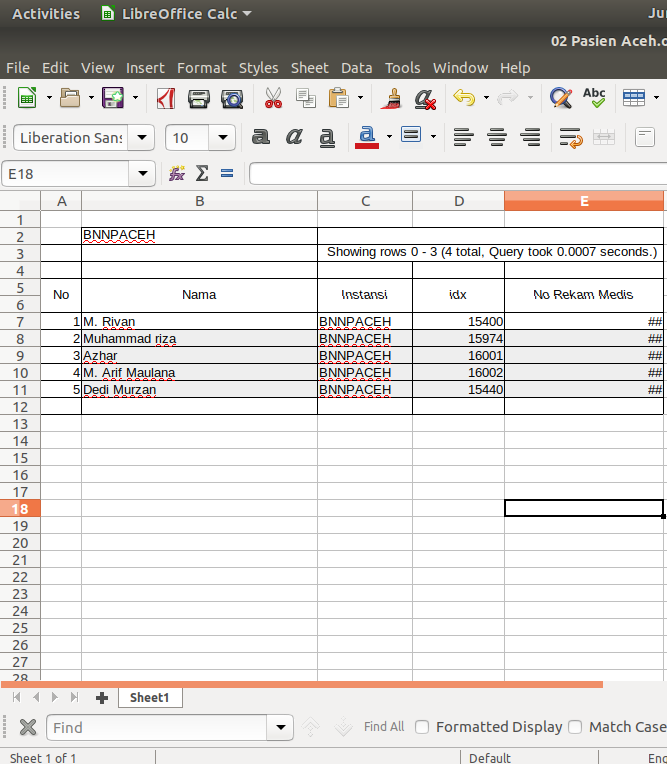 Activities LibreOffice Calc Ju
02 Pasien Aceh.o
File Edit View Insert Format Styles Sheet Data Tools Window Help
Abc
Liberation Sans 10 a a a a
E18 fx Σ =
A B C D E
1
2 BNNPACEH
3 Showing rows 0 - 3 (4 total, Query took 0.0007 seconds.)
4
5
No Nama Instansi idx No Rekam Medis
6
7 1 M. Rivan BNNPACEH 15400 ##
8 2 Muhammad riza BNNPACEH 15974 ##
9 3 Azhar BNNPACEH 16001 ##
10 4 M. Arif Maulana BNNPACEH 16002 ##
11 5 Dedi Murzan BNNPACEH 15440 ##
12
13
14
15
16
17
18
19
20
21
22
23
24
25
26
27
28
Sheet1
Find Find All Formatted Display Match Case
Sheet 1 of 1 Default Eng